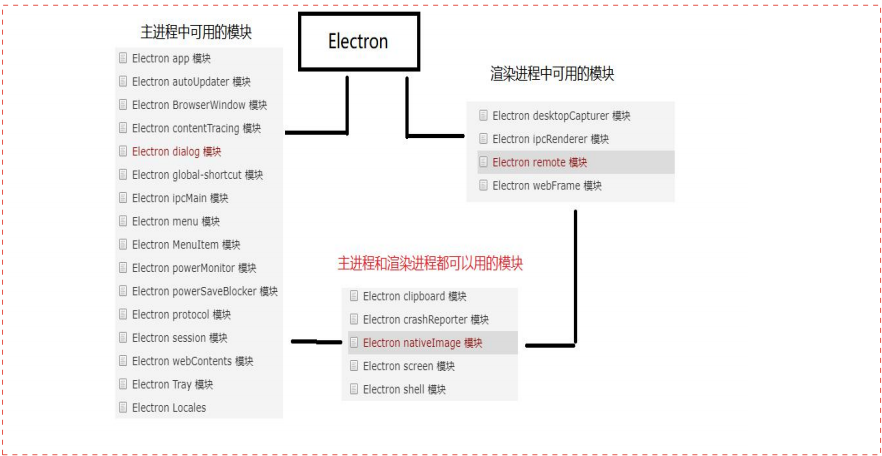 Electron
主进程中可用的模块
Electron app 模块
Electron autoUpdater 模块
Electron BrowserWindow 模块
Electron contentTracing 模块
Electron dialog 模块
Electron global-shortcut 模块
Electron ipcMain 模块
Electron menu 模块
Electron MenuItem 模块
Electron powerMonitor 模块
Electron powerSaveBlocker 模块
Electron protocol 模块
Electron session 模块
Electron webContents 模块
Electron Tray 模块
Electron Locales
渲染进程中可用的模块
Electron desktopCapturer 模块
Electron ipcRenderer 模块
Electron remote 模块
Electron webFrame 模块
主进程和渲染进程都可以用的模块
Electron clipboard 模块
Electron crashReporter 模块
Electron nativeImage 模块
Electron screen 模块
Electron shell 模块